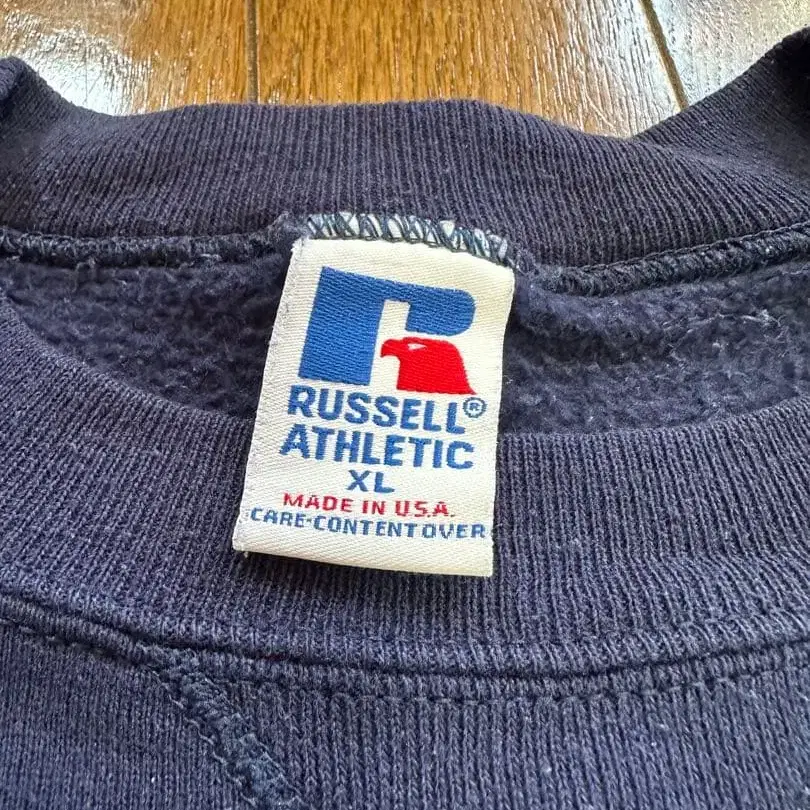 RUSSELL®
ATHLETIC
XL
MADE IN U.S.A.
CARE·CONTENT OVER